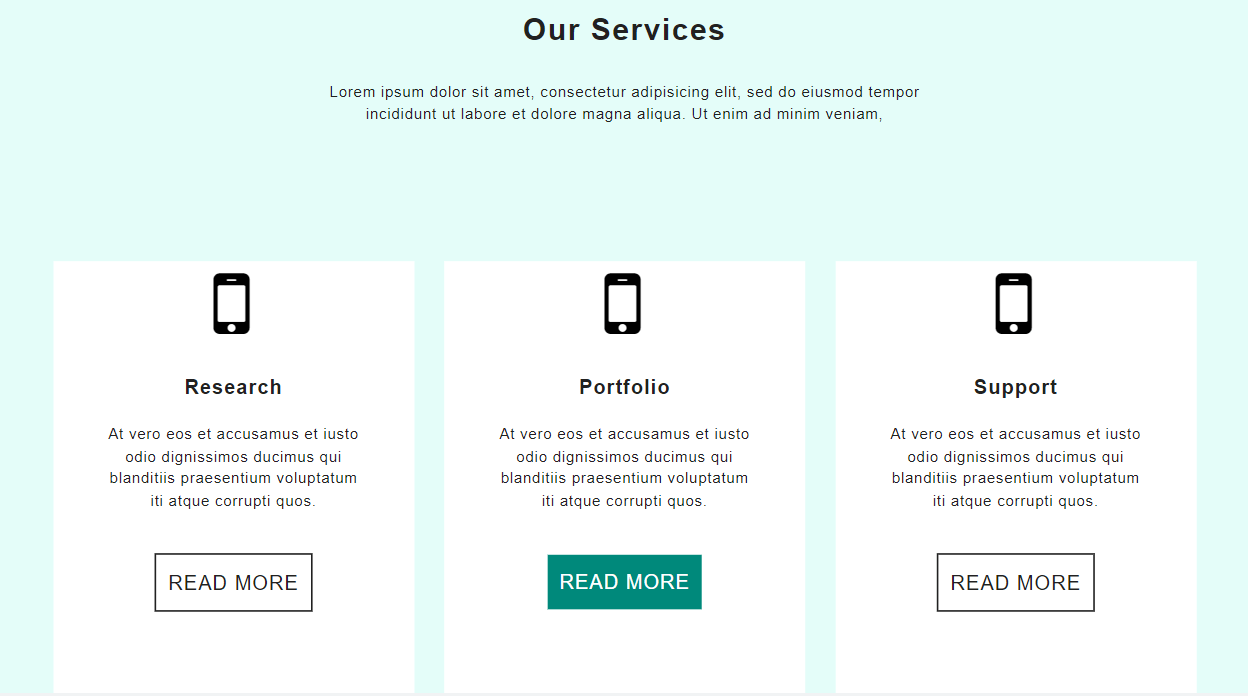 Our Services
Lorem ipsum dolor sit amet, consectetur adipisicing elit, sed do eiusmod tempor
incididunt ut labore et dolore magna aliqua. Ut enim ad minim veniam,
Research
At vero eos et accusamus et iusto
odio dignissimos ducimus qui
blanditiis praesentium voluptatum
iti atque corrupti quos.
READ MORE
Portfolio
At vero eos et accusamus et iusto
odio dignissimos ducimus qui
blanditiis praesentium voluptatum
iti atque corrupti quos.
READ MORE
Support
At vero eos et accusamus et iusto
odio dignissimos ducimus qui
blanditiis praesentium voluptatum
iti atque corrupti quos.
READ MORE